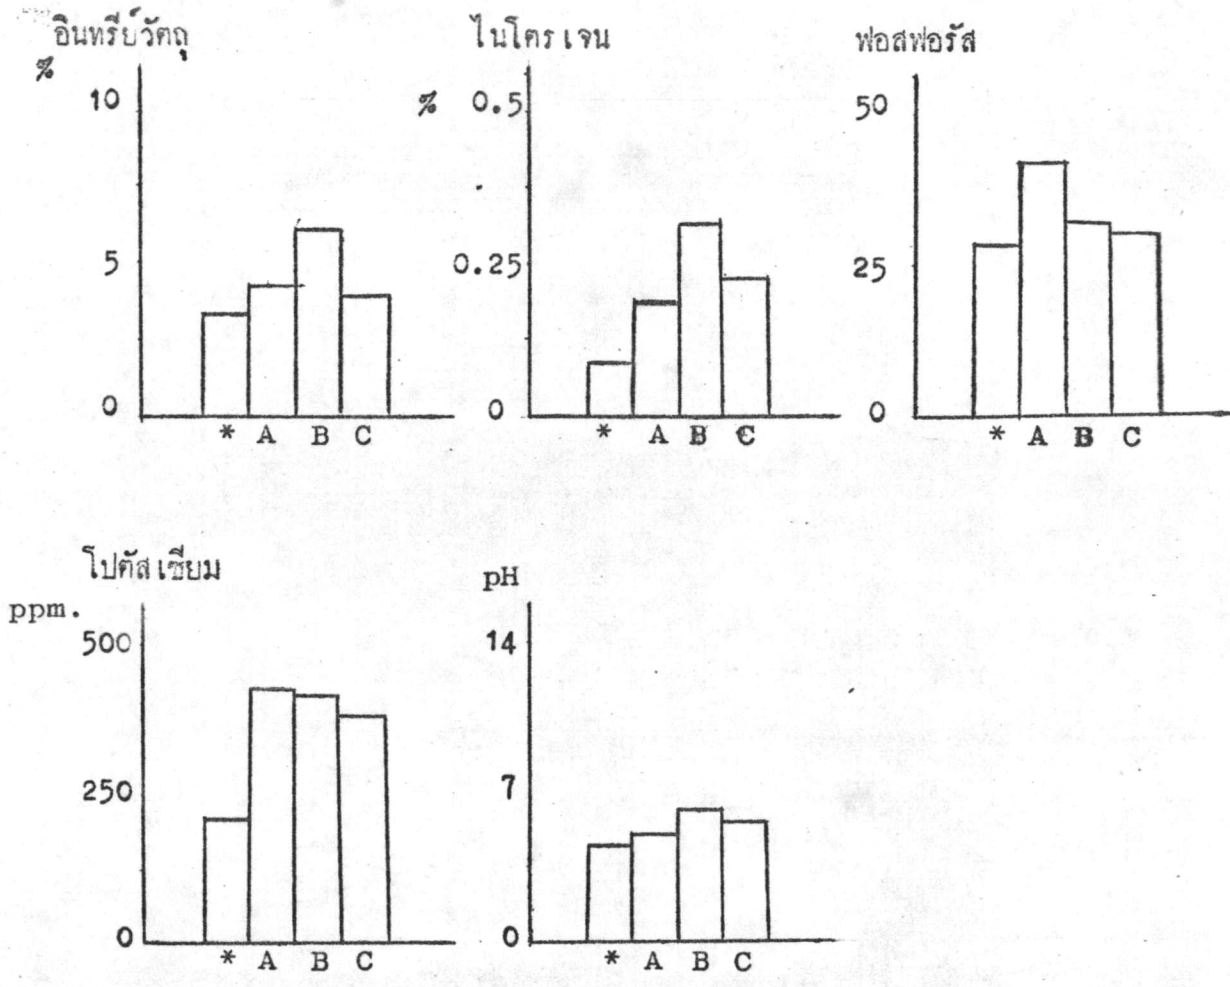 อินทรีย์วัตถุ
%
10
5
0
* A B C
ไนโตรเจน
% 0.5
0.25
0
* A B C
ฟอสฟอรัส
50
25
0
* A B C
โปตัสเซียม
ppm.
500
250
0
* A B C
pH
14
7
0
* A B C